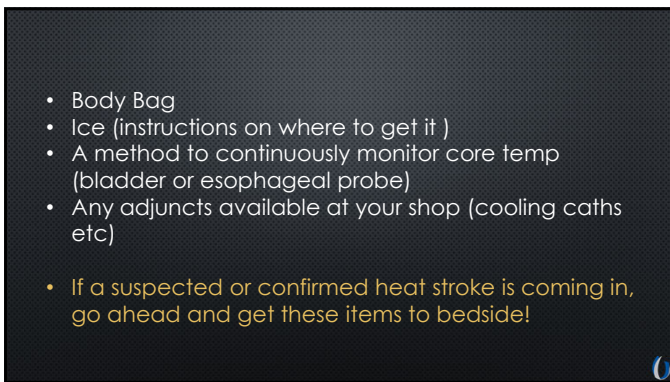 • Body Bag
• Ice (instructions on where to get it )
• A method to continuously monitor core temp
(bladder or esophageal probe)
• Any adjuncts available at your shop (cooling caths
etc)
• If a suspected or confirmed heat stroke is coming in,
go ahead and get these items to bedside!